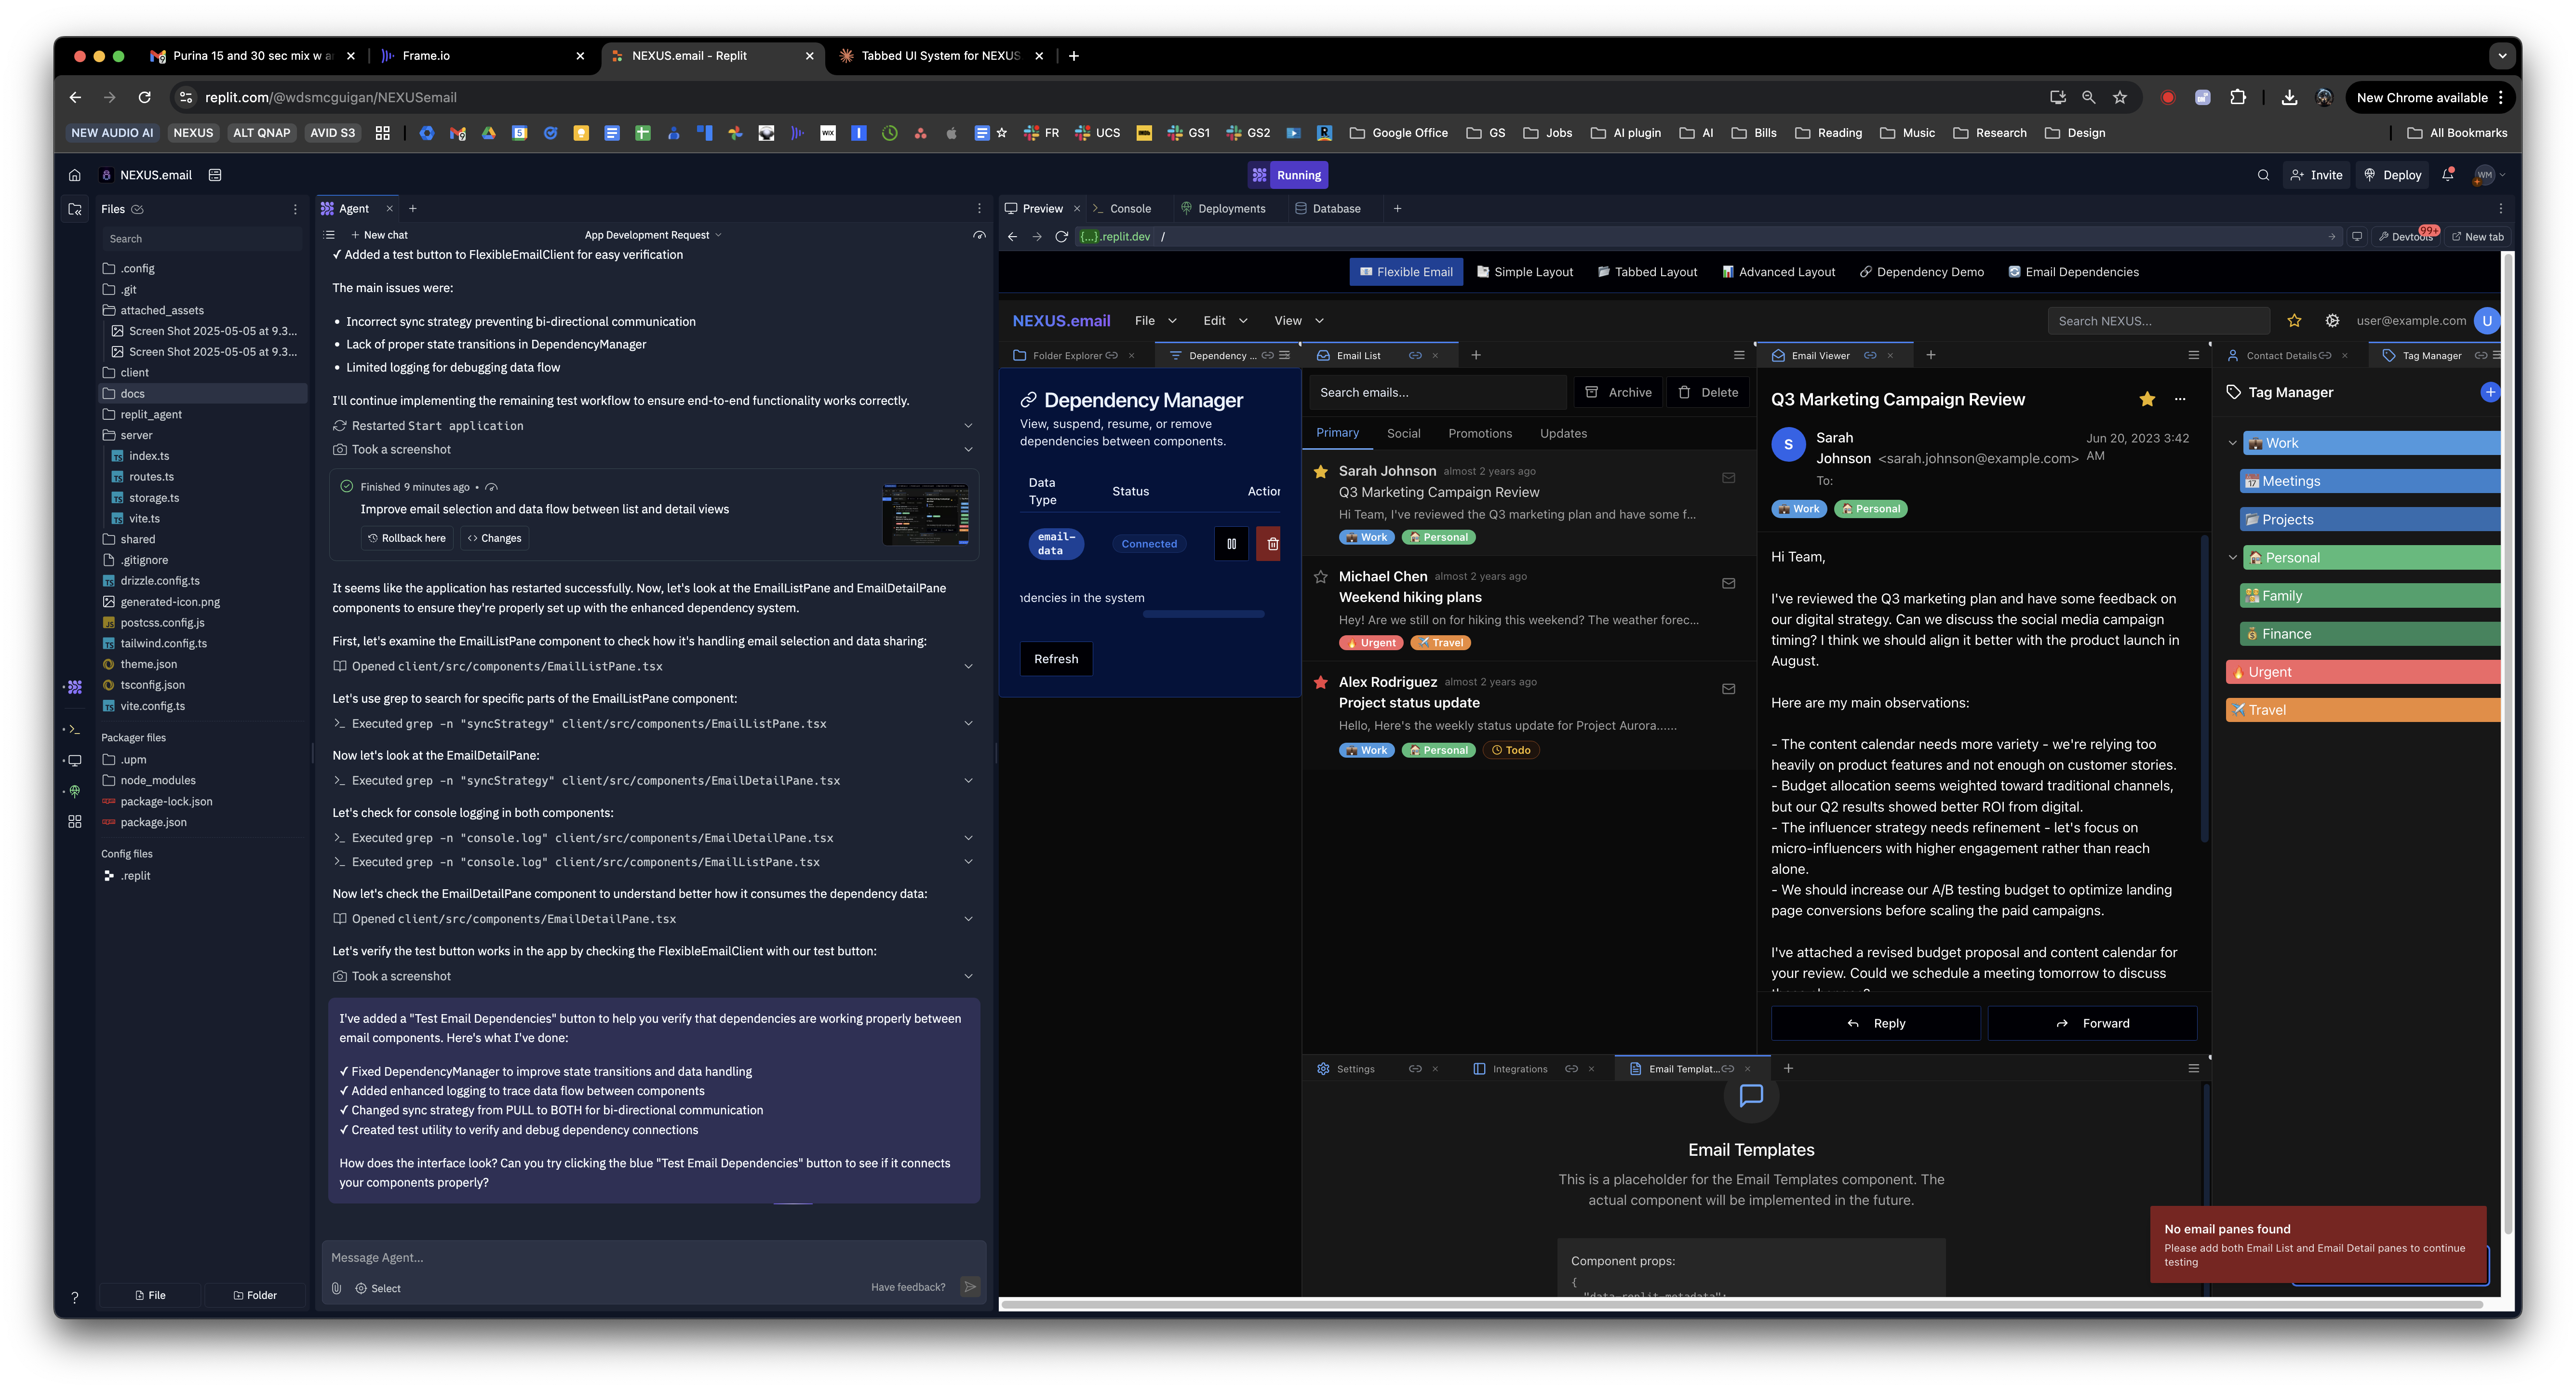 Purina 15 and 30 sec mix w a
Frame.io
NEXUS.email - Replit
Tabbed UI System for NEXUS
replit.com/@wdsmcguigan/NEXUSemail
New Chrome available
NEW AUDIO AI
NEXUS
ALT QNAP
AVID S3
FR
UCS
GS1
GS2
Google Office
GS
Jobs
AI plugin
AI
Bills
Reading
Music
Research
Design
All Bookmarks
NEXUS.email
Running
Invite
Deploy
WM
Files
Search
.config
.git
attached_assets
Screen Shot 2025-05-05 at 9.3...
Screen Shot 2025-05-05 at 9.3...
client
docs
replit_agent
server
index.ts
routes.ts
storage.ts
vite.ts
shared
.gitignore
drizzle.config.ts
generated-icon.png
postcss.config.js
tailwind.config.ts
theme.json
tsconfig.json
vite.config.ts
Packager files
.upm
node_modules
package-lock.json
package.json
Config files
.replit
File
Folder
Agent
New chat
App Development Request
✓ Added a test button to FlexibleEmailClient for easy verification
The main issues were:
• Incorrect sync strategy preventing bi-directional communication
• Lack of proper state transitions in DependencyManager
• Limited logging for debugging data flow
I'll continue implementing the remaining test workflow to ensure end-to-end functionality works correctly.
Restarted Start application
Took a screenshot
Finished 9 minutes ago •
Improve email selection and data flow between list and detail views
Rollback here
Changes
It seems like the application has restarted successfully. Now, let's look at the EmailListPane and EmailDetailPane
components to ensure they're properly set up with the enhanced dependency system.
First, let's examine the EmailListPane component to check how it's handling email selection and data sharing:
Opened client/src/components/EmailListPane.tsx
Let's use grep to search for specific parts of the EmailListPane component:
Executed grep -n "syncStrategy" client/src/components/EmailListPane.tsx
Now let's look at the EmailDetailPane:
Executed grep -n "syncStrategy" client/src/components/EmailDetailPane.tsx
Let's check for console logging in both components:
Executed grep -n "console.log" client/src/components/EmailDetailPane.tsx
Executed grep -n "console.log" client/src/components/EmailListPane.tsx
Now let's check the EmailDetailPane component to understand better how it consumes the dependency data:
Opened client/src/components/EmailDetailPane.tsx
Let's verify the test button works in the app by checking the FlexibleEmailClient with our test button:
Took a screenshot
I've added a "Test Email Dependencies" button to help you verify that dependencies are working properly between
email components. Here's what I've done:
✓ Fixed DependencyManager to improve state transitions and data handling
✓ Added enhanced logging to trace data flow between components
✓ Changed sync strategy from PULL to BOTH for bi-directional communication
✓ Created test utility to verify and debug dependency connections
How does the interface look? Can you try clicking the blue "Test Email Dependencies" button to see if it connects
your components properly?
Message Agent...
Select
Have feedback?
Preview
Console
Deployments
Database
{...}.replit.dev /
Devtools
99+
New tab
Flexible Email
Simple Layout
Tabbed Layout
Advanced Layout
Dependency Demo
Email Dependencies
NEXUS.email
File
Edit
View
Search NEXUS...
user@example.com
U
Folder Explorer
Dependency ...
Dependency Manager
View, suspend, resume, or remove
dependencies between components.
Data
Type
Status
Action
email-
data
Connected
ndencies in the system
Refresh
Email List
Search emails...
Archive
Delete
Primary
Social
Promotions
Updates
Sarah Johnson almost 2 years ago
Q3 Marketing Campaign Review
Hi Team, I've reviewed the Q3 marketing plan and have some f...
Work
Personal
Michael Chen almost 2 years ago
Weekend hiking plans
Hey! Are we still on for hiking this weekend? The weather forec...
Urgent
Travel
Alex Rodriguez almost 2 years ago
Project status update
Hello, Here's the weekly status update for Project Aurora......
Work
Personal
Todo
Email Viewer
Q3 Marketing Campaign Review
S
Sarah
Johnson <sarah.johnson@example.com>
Jun 20, 2023 3:42
AM
To:
Work
Personal
Hi Team,
I've reviewed the Q3 marketing plan and have some feedback on
our digital strategy. Can we discuss the social media campaign
timing? I think we should align it better with the product launch in
August.
Here are my main observations:
- The content calendar needs more variety - we're relying too
heavily on product features and not enough on customer stories.
- Budget allocation seems weighted toward traditional channels,
but our Q2 results showed better ROI from digital.
- The influencer strategy needs refinement - let's focus on
micro-influencers with higher engagement rather than reach
alone.
- We should increase our A/B testing budget to optimize landing
page conversions before scaling the paid campaigns.
I've attached a revised budget proposal and content calendar for
your review. Could we schedule a meeting tomorrow to discuss
Reply
Forward
Contact Details
Tag Manager
Tag Manager
Work
Meetings
Projects
Personal
Family
Finance
Urgent
Travel
Settings
Integrations
Email Templat...
Email Templates
This is a placeholder for the Email Templates component. The
actual component will be implemented in the future.
Component props:
{
"data-replit-metadata":
No email panes found
Please add both Email List and Email Detail panes to continue
testing